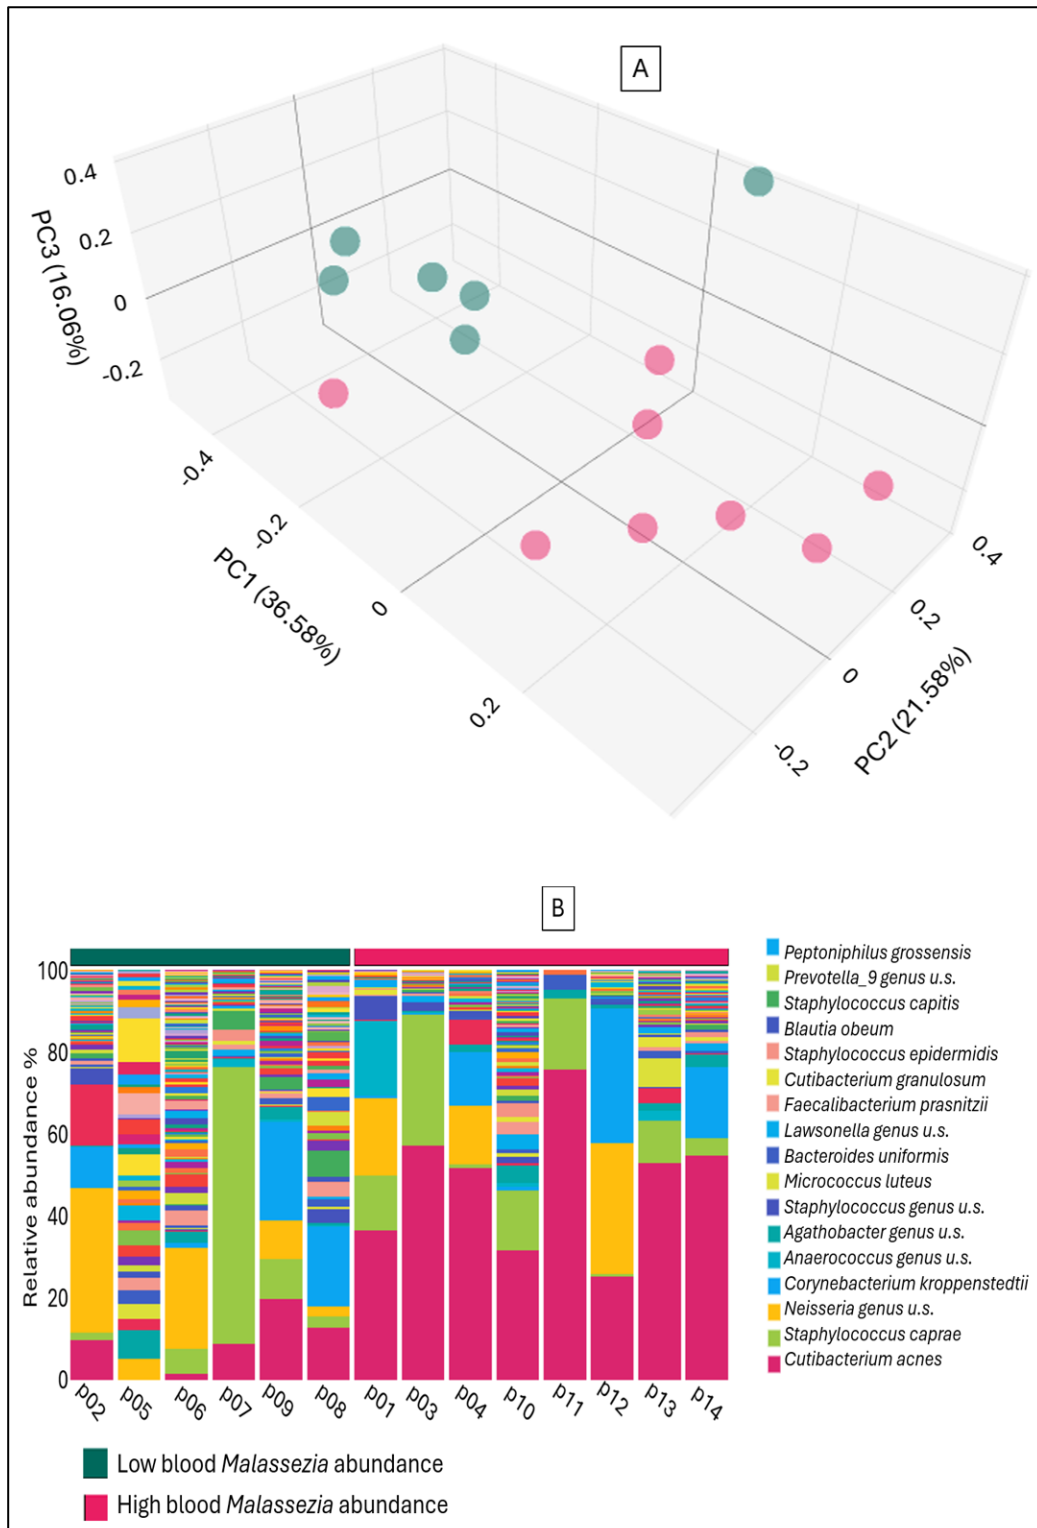 A
0.4
0.2
0
-0.2
PC3 (16.06%)
-0.4
-0.2
0
0.2
PC1 (36.58%)
0.4
0.2
0
-0.2
PC2 (21.58%)
B
100
80
60
40
20
0
Relative abundance %
p02 p05 p06 p07 p09 p08 p01 p03 p04 p10 p11 p12 p13 p14
Peptoniphilus grossensis
Prevotella_9 genus u.s.
Staphylococcus capitis
Blautia obeum
Staphylococcus epidermidis
Cutibacterium granulosum
Faecalibacterium prasnitzii
Lawsonella genus u.s.
Bacteroides uniformis
Micrococcus luteus
Staphylococcus genus u.s.
Agathobacter genus u.s.
Anaerococcus genus u.s.
Corynebacterium kroppenstedtii
Neisseria genus u.s.
Staphylococcus caprae
Cutibacterium acnes
Low blood Malassezia abundance
High blood Malassezia abundance